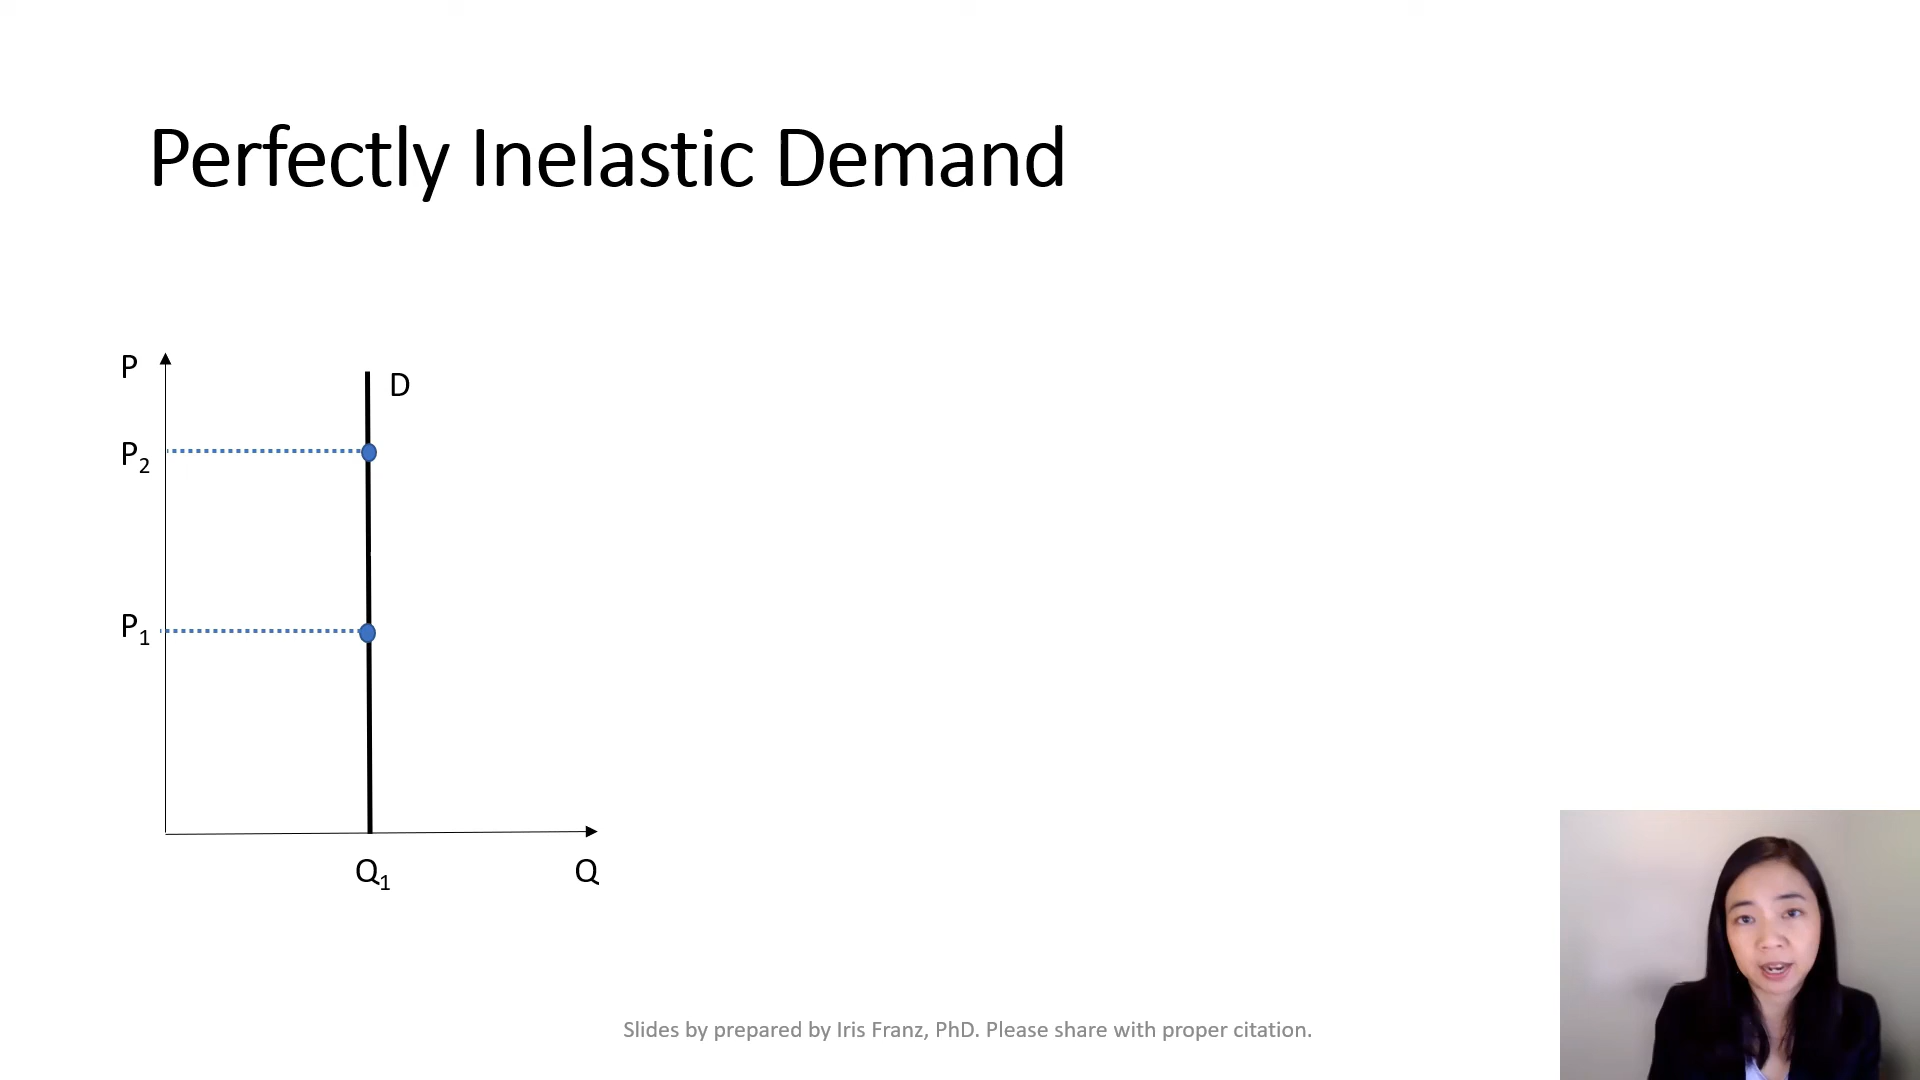 Perfectly Inelastic Demand
P
D
P₂
P₁
Q₁
Q
Slides by prepared by Iris Franz, PhD. Please share with proper citation.